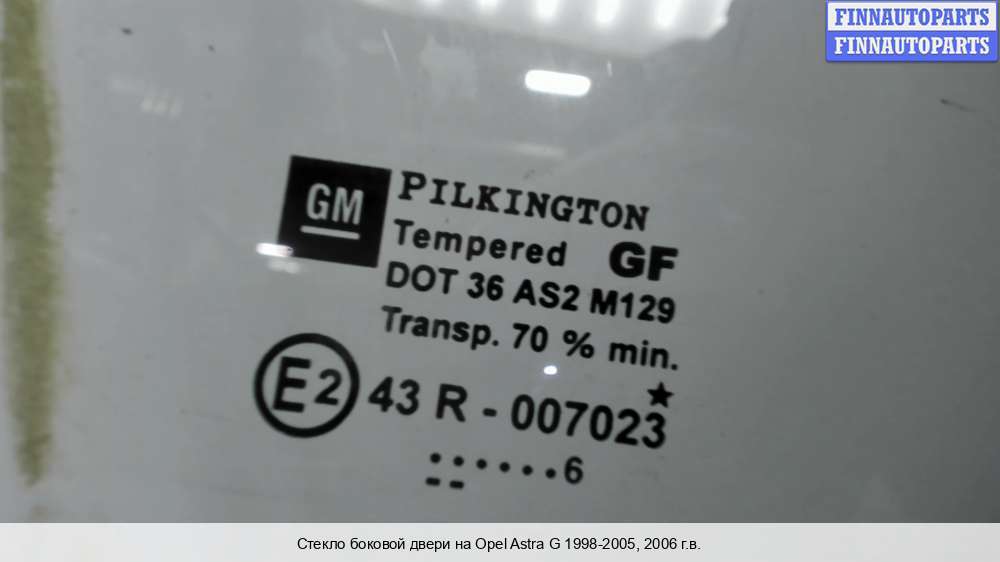 FINNAUTOPARTS
FINNAUTOPARTS
GM
PILKINGTON
Tempered GF
DOT 36 AS2 M129
Transp. 70 % min.
E2 43 R - 007023
......6
Стекло боковой двери на Opel Astra G 1998-2005, 2006 г.в.